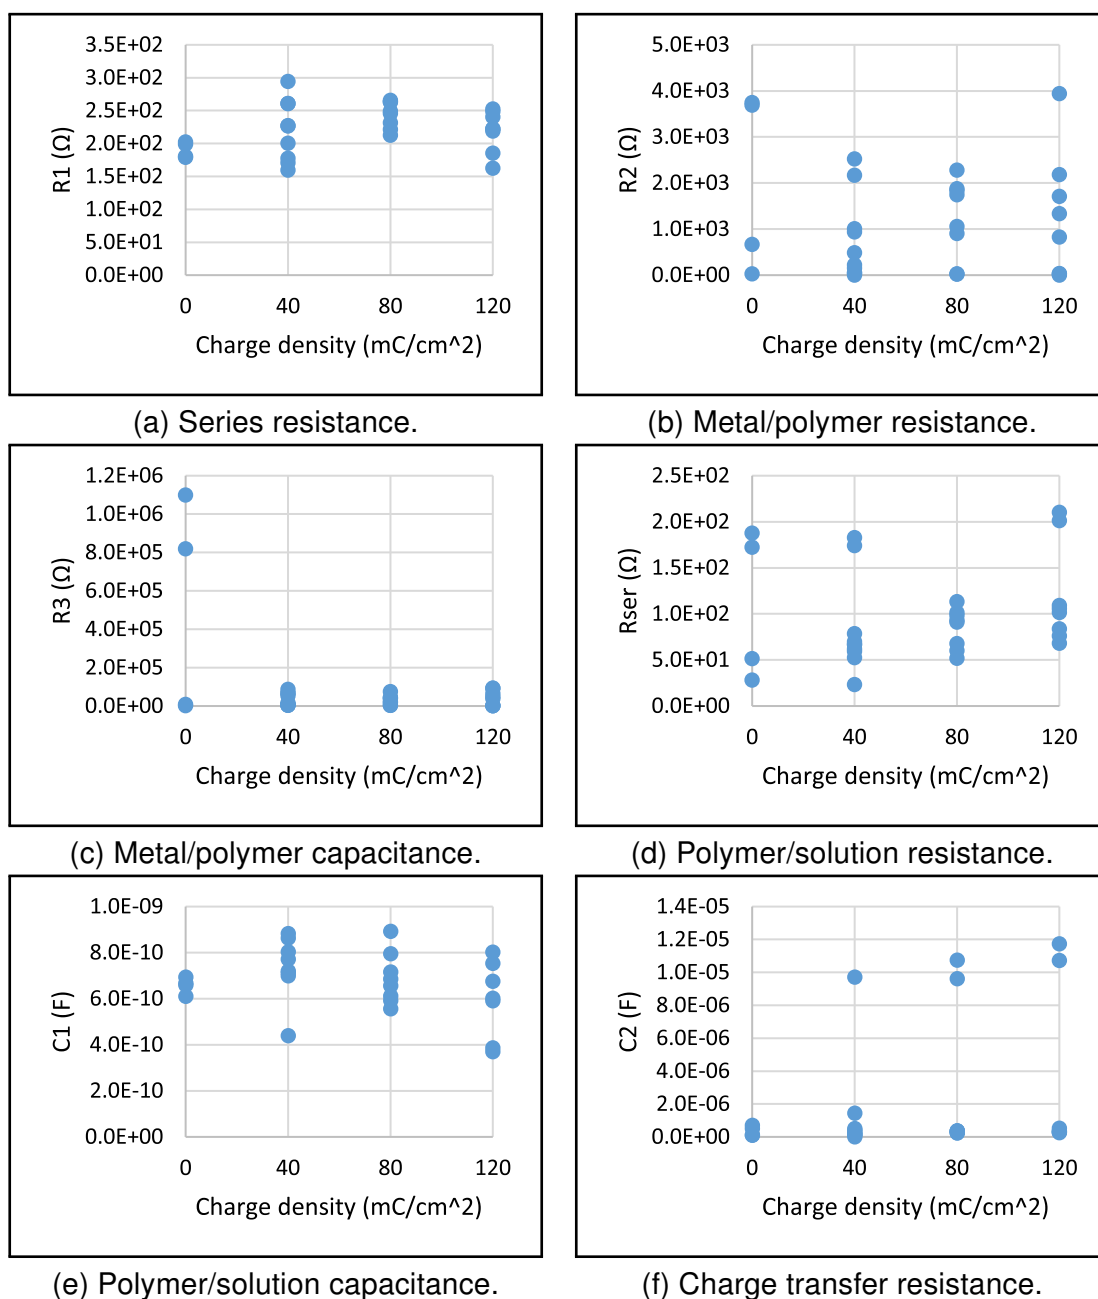 3.5E+02
3.0E+02
2.5E+02
2.0E+02
1.5E+02
1.0E+02
5.0E+01
0.0E+00
R1 (Ω)
0 40 80 120
Charge density (mC/cm^2)
(a) Series resistance.
5.0E+03
4.0E+03
3.0E+03
2.0E+03
1.0E+03
0.0E+00
R2 (Ω)
0 40 80 120
Charge density (mC/cm^2)
(b) Metal/polymer resistance.
1.2E+06
1.0E+06
8.0E+05
6.0E+05
4.0E+05
2.0E+05
0.0E+00
R3 (Ω)
0 40 80 120
Charge density (mC/cm^2)
(c) Metal/polymer capacitance.
2.5E+02
2.0E+02
1.5E+02
1.0E+02
5.0E+01
0.0E+00
Rser (Ω)
0 40 80 120
Charge density (mC/cm^2)
(d) Polymer/solution resistance.
1.0E-09
8.0E-10
6.0E-10
4.0E-10
2.0E-10
0.0E+00
C1 (F)
0 40 80 120
Charge density (mC/cm^2)
(e) Polymer/solution capacitance.
1.4E-05
1.2E-05
1.0E-05
8.0E-06
6.0E-06
4.0E-06
2.0E-06
0.0E+00
C2 (F)
0 40 80 120
Charge density (mC/cm^2)
(f) Charge transfer resistance.